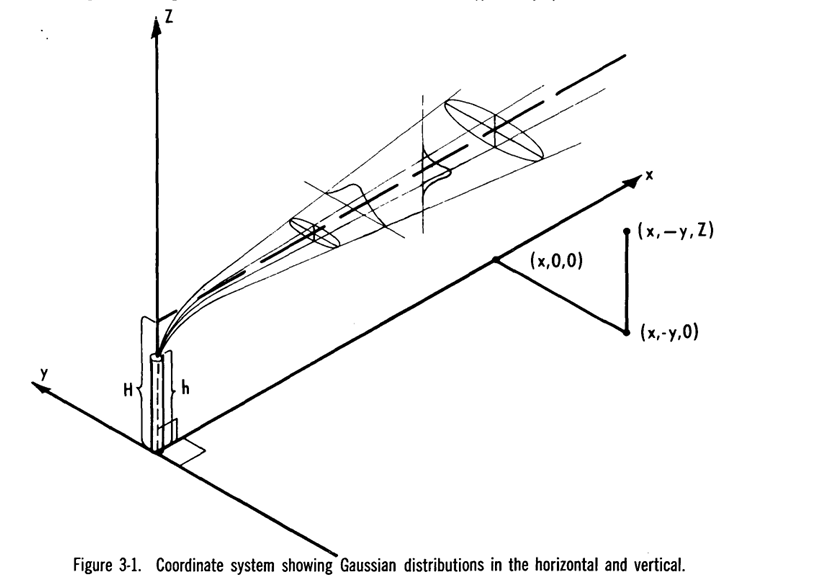 Z
x
(x,-y,Z)
(x,0,0)
(x,-y,0)
y
H
h
Figure 3-1. Coordinate system showing Gaussian distributions in the horizontal and vertical.